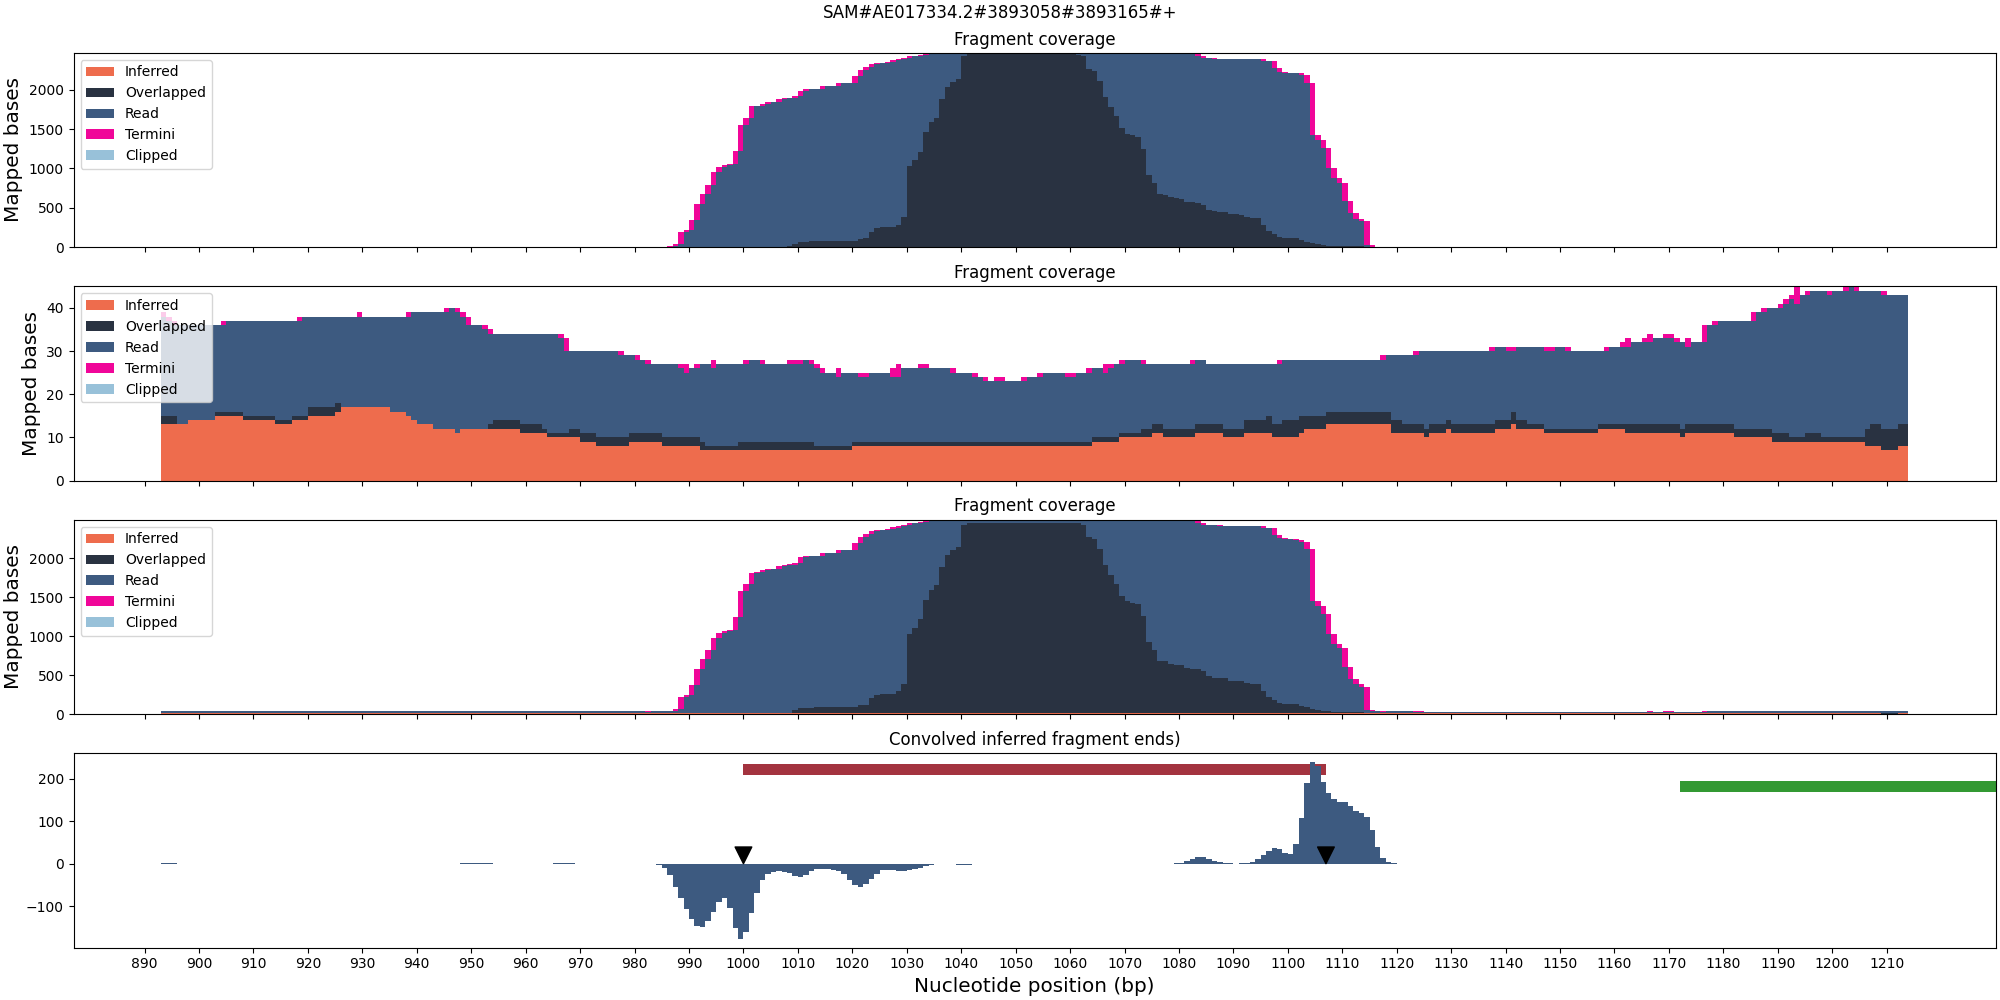 SAM#AE017334.2#3893058#3893165#+
Fragment coverage
Mapped bases
2000
1500
1000
500
0
Inferred
Overlapped
Read
Termini
Clipped
Fragment coverage
Mapped bases
40
30
20
10
0
Inferred
Overlapped
Read
Termini
Clipped
Fragment coverage
Mapped bases
2000
1500
1000
500
0
Inferred
Overlapped
Read
Termini
Clipped
Convolved inferred fragment ends)
200
100
0
−100
890 900 910 920 930 940 950 960 970 980 990 1000 1010 1020 1030 1040 1050 1060 1070 1080 1090 1100 1110 1120 1130 1140 1150 1160 1170 1180 1190 1200 1210
Nucleotide position (bp)